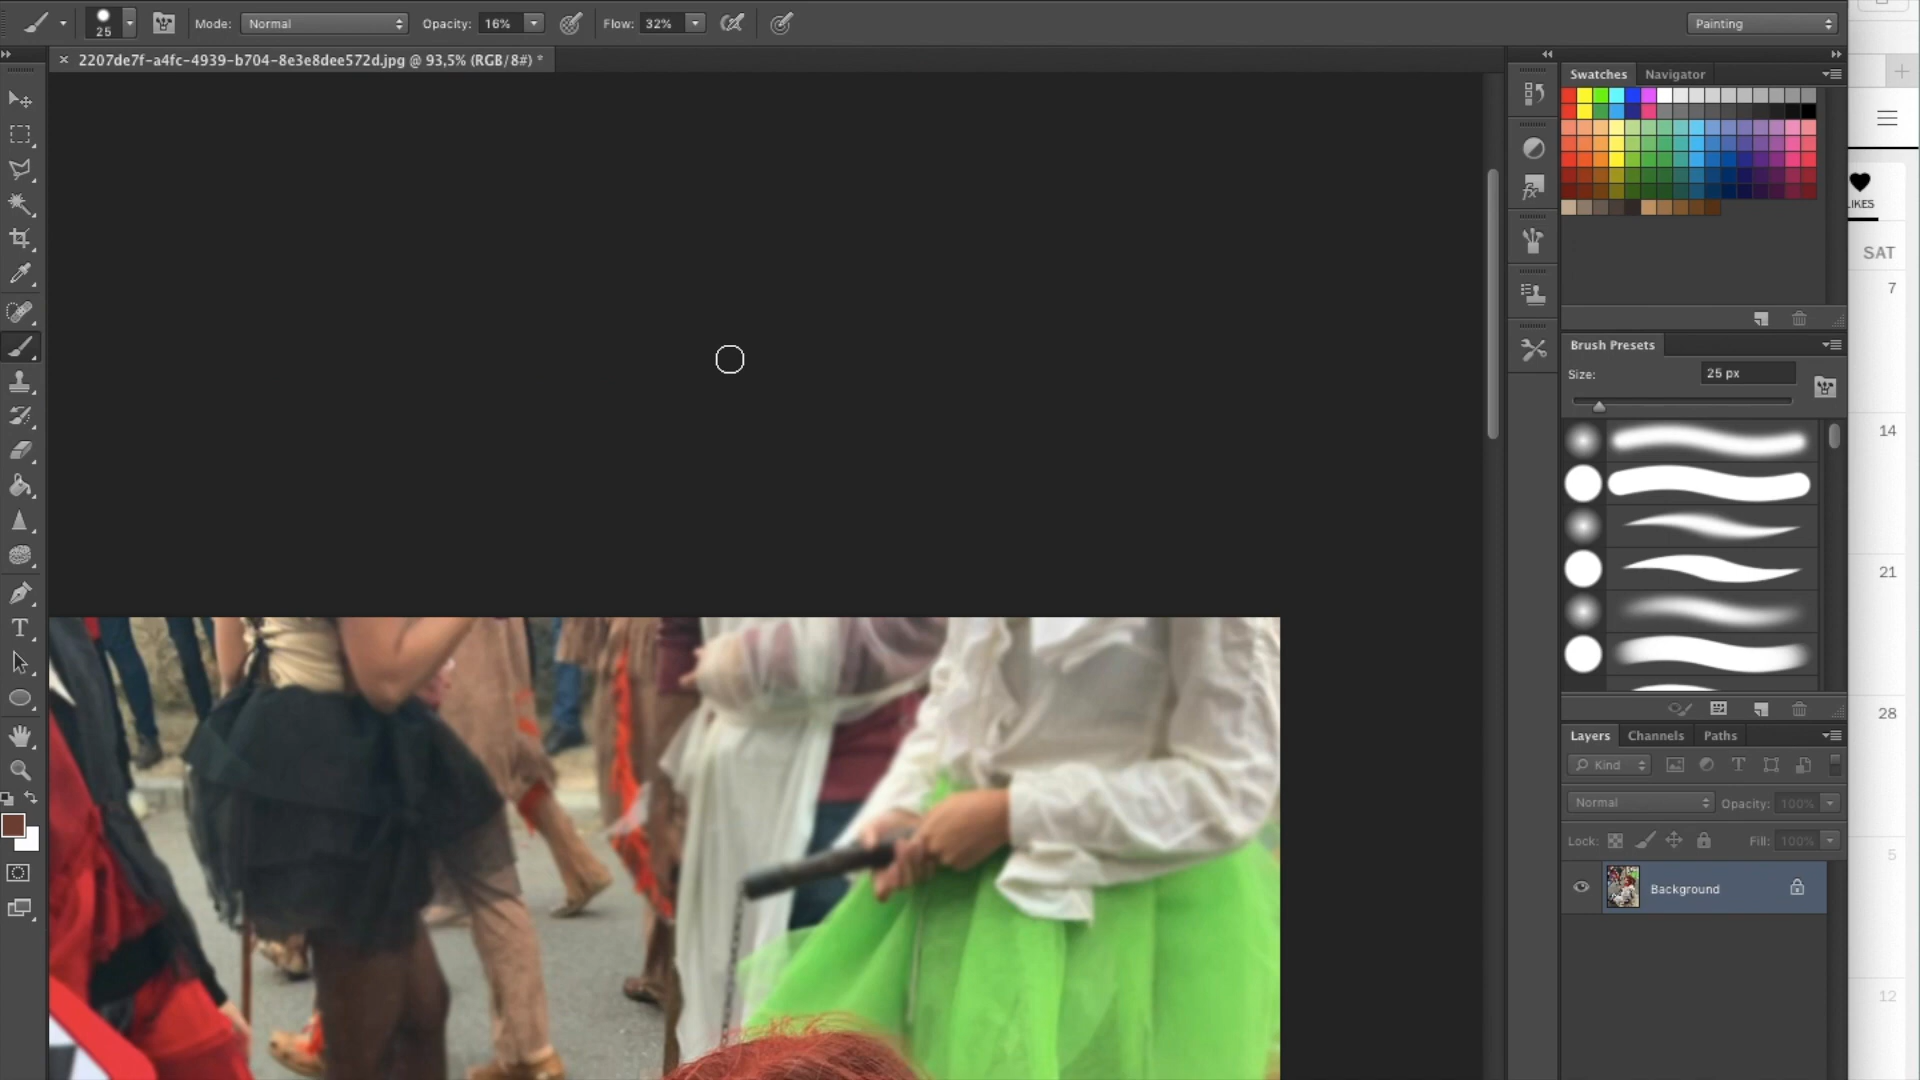 25
Mode: Normal
Opacity: 16%
Flow: 32%
Painting
× 2207de7f-a4fc-4939-b704-8e3e8dee572d.jpg @ 93,5% (RGB/8#) *
Swatches
Navigator
LIKES
SAT
7
14
21
28
5
12
Brush Presets
Size:
25 px
Layers
Channels
Paths
Kind
Normal
Opacity: 100%
Lock:
Fill: 100%
Background
T
fx